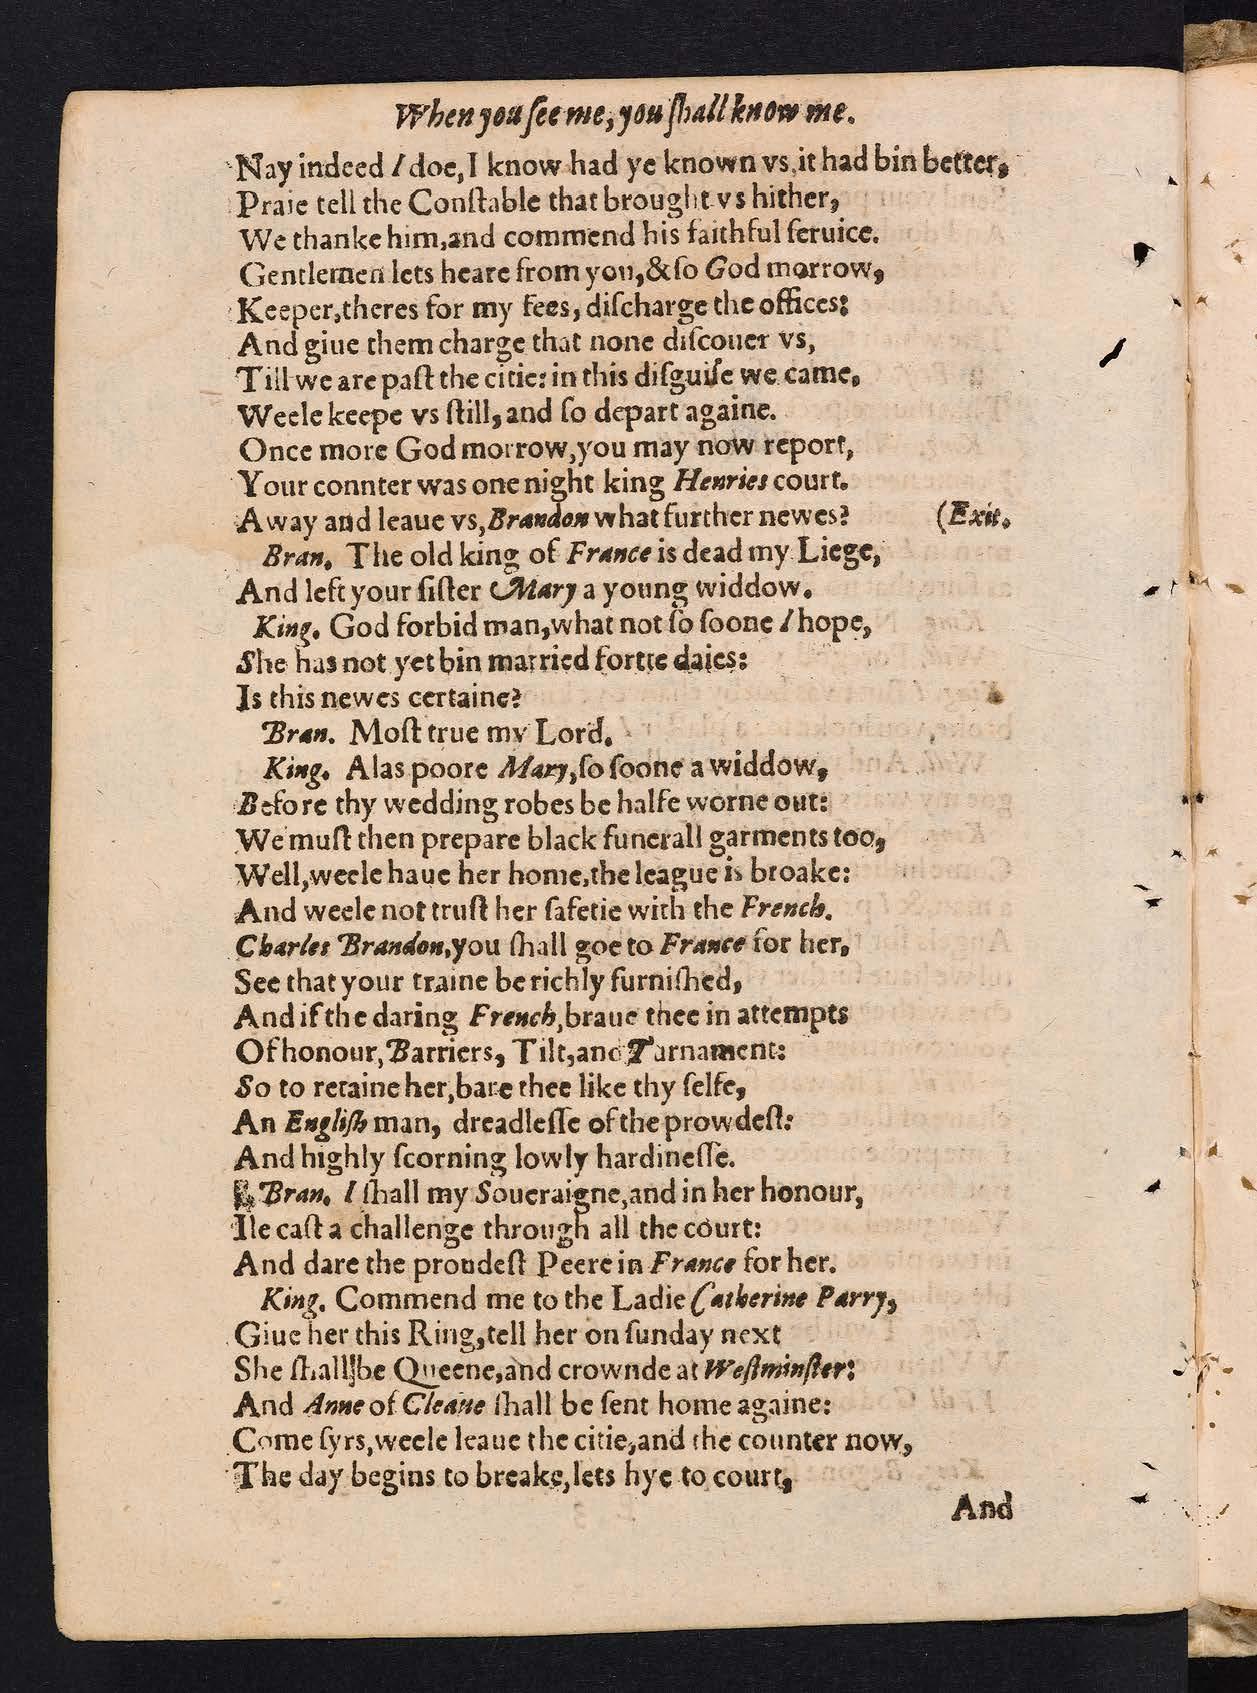 When you ſee me, you ſhall know me.
Nay indeed I doe, I know had ye known vs, it had bin better,
Praie tell the Conſtable that brought vs hither,
We thanke him, and commend his faithful ſeruice.
Gentlemen lets heare from you, & ſo God morrow,
Keeper, theres for my fees, diſcharge the offices:
And giue them charge that none diſcouer vs,
Till we are paſt the citie: in this diſguiſe we came,
Weele keepe vs ſtill, and ſo depart againe.
Once more God morrow, you may now report,
Your connter was one night king Henries court.
Away and leaue vs, Brandon what further newes? (Exit.
Bran. The old king of France is dead my Liege,
And left your ſiſter Mary a young widdow.
King. God forbid man, what not ſo ſoone I hope,
She has not yet bin married fortie daies:
Is this newes certaine?
Bran. Moſt true my Lord.
King. Alas poore Mary, ſo ſoone a widdow,
Before thy wedding robes be halfe worne out:
We muſt then prepare black funerall garments too,
Well, weele haue her home, the league is broake:
And weele not truſt her ſafetie with the French.
Charles Brandon, you ſhall goe to France for her,
See that your traine be richly furniſhed,
And if the daring French, braue thee in attempts
Of honour, Barriers, Tilt, and Turnament:
So to retaine her, bare thee like thy ſelfe,
An Engliſh man, dreadleſſe of the prowdeſt:
And highly ſcorning lowly hardineſſe.
Bran. I ſhall my Soueraigne, and in her honour,
Ile caſt a challenge through all the court:
And dare the proudeſt Peere in France for her.
King. Commend me to the Ladie Catherine Parry,
Giue her this Ring, tell her on ſunday next
She ſhall be Queene, and crownde at Weſtminſter:
And Anne of Cleaue ſhall be ſent home againe:
Come ſyrs, weele leaue the citie, and the counter now,
The day begins to breake, lets hye to court,
And